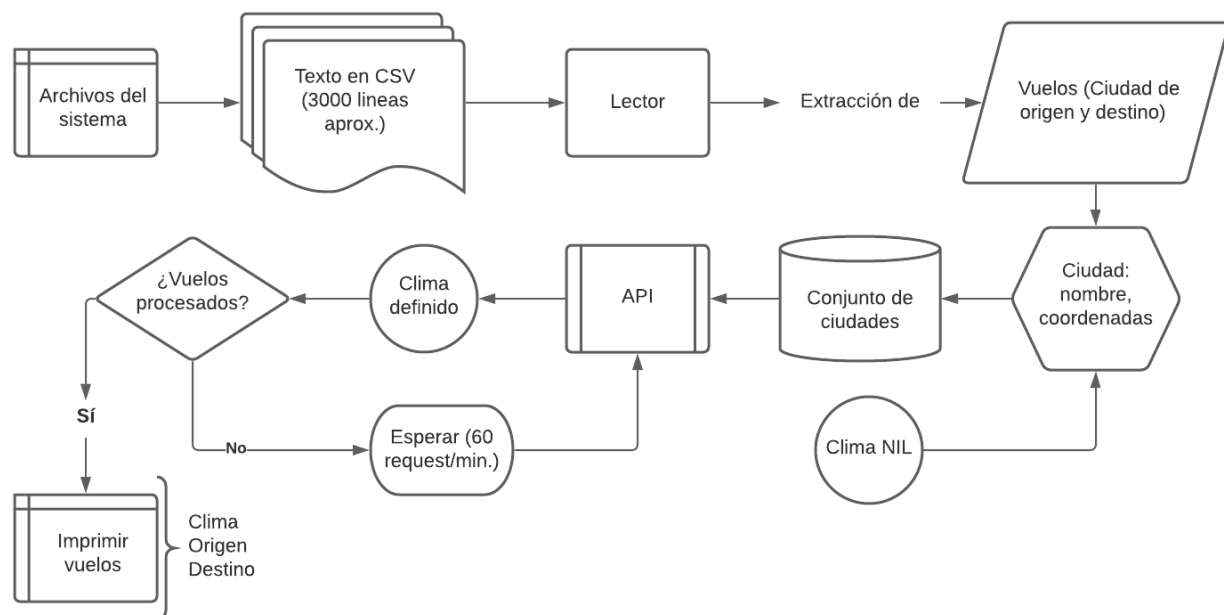 Archivos del
sistema
Texto en CSV
(3000 lineas
aprox.)
Lector
Extracción de
Vuelos (Ciudad de
origen y destino)
Ciudad:
nombre,
coordenadas
Clima NIL
Conjunto de
ciudades
API
Clima
definido
¿Vuelos
procesados?
Sí
No
Esperar (60
request/min.)
Imprimir
vuelos
Clima
Origen
Destino